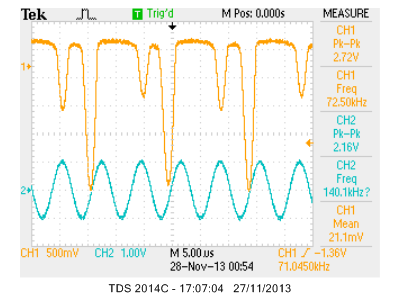 Tek T Trig'd M Pos: 0.000s MEASURE
CH1
Pk-Pk
2.72V
CH1
Freq
72.50kHz
CH2
Pk-Pk
2.16V
CH2
Freq
140.1kHz?
CH1
Mean
21.1mV
1
2
CH1 500mV CH2 1.00V M 5.00µs CH1 / -1.36V
28-Nov-13 00:54 71.0450kHz
TDS 2014C - 17:07:04 27/11/2013